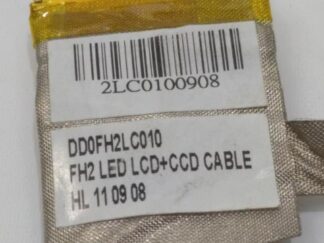 2LC0100908
DD0FH2LC010
FH2 LED LCD+CCD CABLE
HL 11 09 08